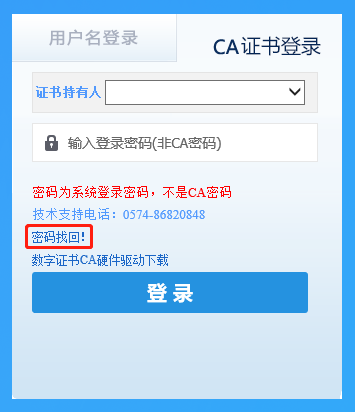 用户名登录
CA证书登录
证书持有人
输入登录密码(非CA密码)
密码为系统登录密码，不是CA密码
技术支持电话：0574-86820848
密码找回!
数字证书CA硬件驱动下载
登 录